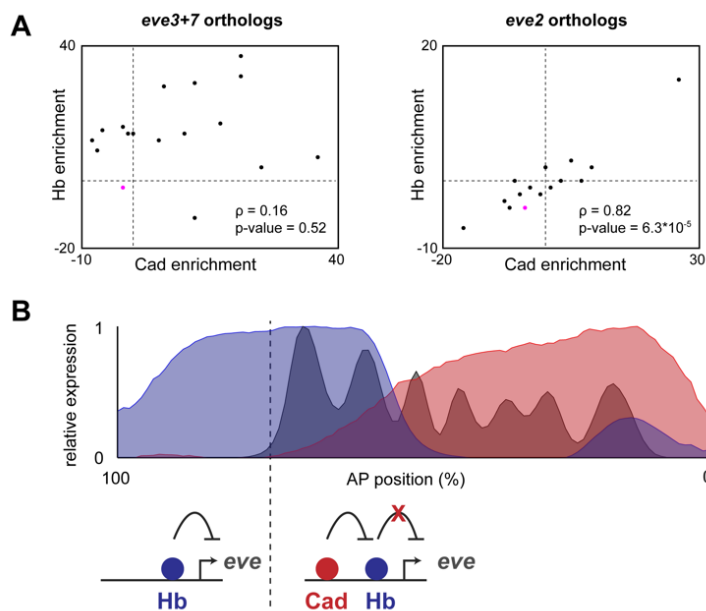 A
eve3+7 orthologs
eve2 orthologs
40
Hb enrichment
ρ = 0.16
p-value = 0.52
-20
-10
Cad enrichment
40
20
Hb enrichment
ρ = 0.82
p-value = 6.3*10-5
-10
-20
Cad enrichment
30
B
relative expression
1
0
100
AP position (%)
0
Hb
eve
X
Cad
Hb
eve